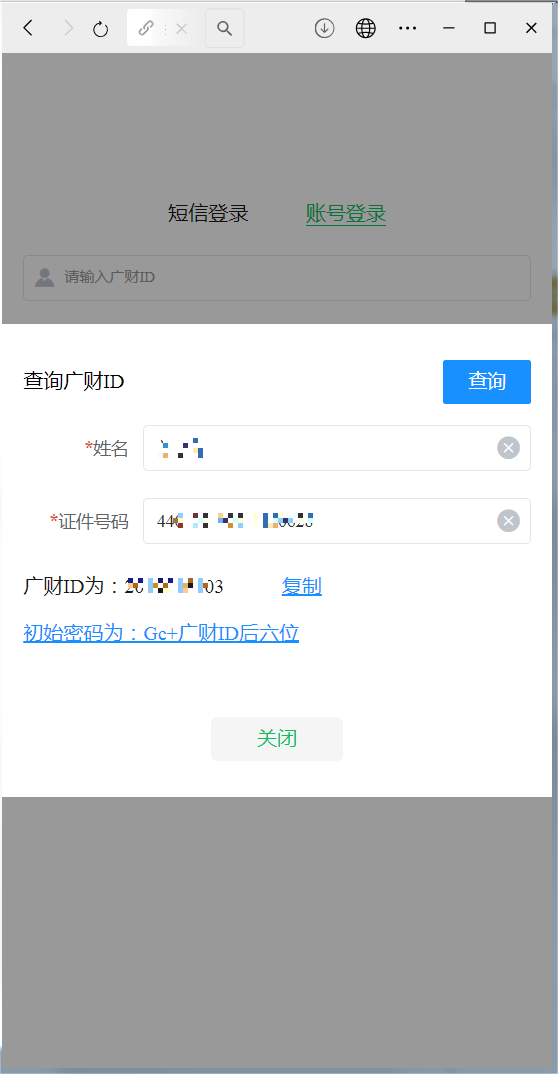 短信登录 账号登录
请输入广财ID
查询广财ID 查询
*姓名
*证件号码
广财ID为：
复制
初始密码为：Gc+广财ID后六位
关闭